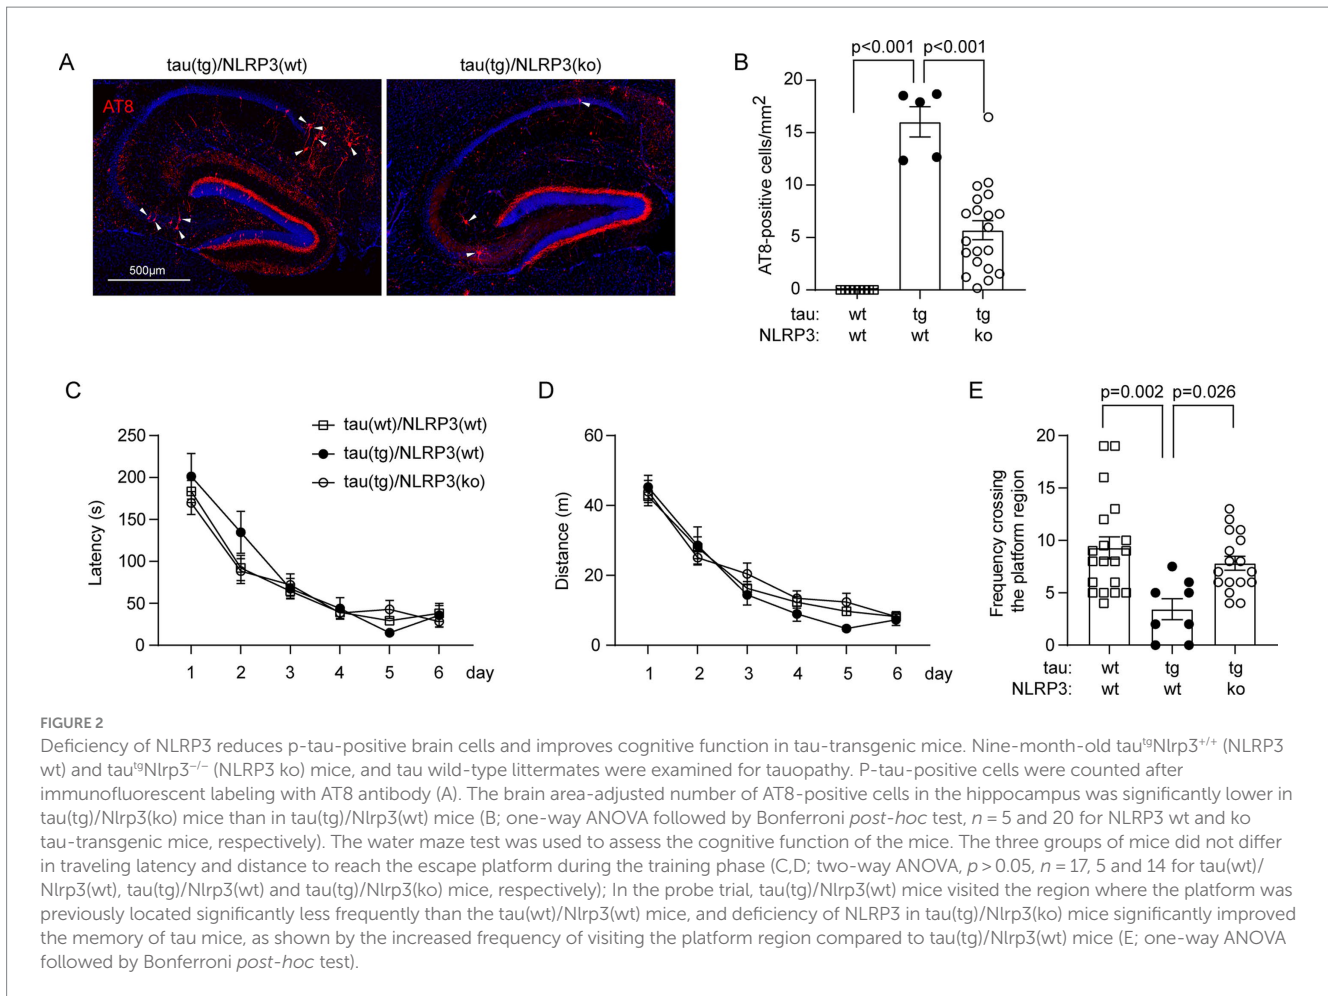 A
tau(tg)/NLRP3(wt)
tau(tg)/NLRP3(ko)
AT8
500μm
B
p<0.001
p<0.001
AT8-positive cells/mm2
20
15
10
5
0
tau: wt tg tg
NLRP3: wt wt ko
C
tau(wt)/NLRP3(wt)
tau(tg)/NLRP3(wt)
tau(tg)/NLRP3(ko)
Latency (s)
250
200
150
100
50
0
1 2 3 4 5 6 day
D
Distance (m)
60
40
20
0
1 2 3 4 5 6 day
E
p=0.002
p=0.026
Frequency crossing
the platform region
20
15
10
5
0
tau: wt tg tg
NLRP3: wt wt ko
FIGURE 2
Deficiency of NLRP3 reduces p-tau-positive brain cells and improves cognitive function in tau-transgenic mice. Nine-month-old tau^tgNlrp3^+/+ (NLRP3
wt) and tau^tgNlrp3^−/− (NLRP3 ko) mice, and tau wild-type littermates were examined for tauopathy. P-tau-positive cells were counted after
immunofluorescent labeling with AT8 antibody (A). The brain area-adjusted number of AT8-positive cells in the hippocampus was significantly lower in
tau(tg)/Nlrp3(ko) mice than in tau(tg)/Nlrp3(wt) mice (B; one-way ANOVA followed by Bonferroni post-hoc test, n = 5 and 20 for NLRP3 wt and ko
tau-transgenic mice, respectively). The water maze test was used to assess the cognitive function of the mice. The three groups of mice did not differ
in traveling latency and distance to reach the escape platform during the training phase (C,D; two-way ANOVA, p > 0.05, n = 17, 5 and 14 for tau(wt)/
Nlrp3(wt), tau(tg)/Nlrp3(wt) and tau(tg)/Nlrp3(ko) mice, respectively); In the probe trial, tau(tg)/Nlrp3(wt) mice visited the region where the platform was
previously located significantly less frequently than the tau(wt)/Nlrp3(wt) mice, and deficiency of NLRP3 in tau(tg)/Nlrp3(ko) mice significantly improved
the memory of tau mice, as shown by the increased frequency of visiting the platform region compared to tau(tg)/Nlrp3(wt) mice (E; one-way ANOVA
followed by Bonferroni post-hoc test).